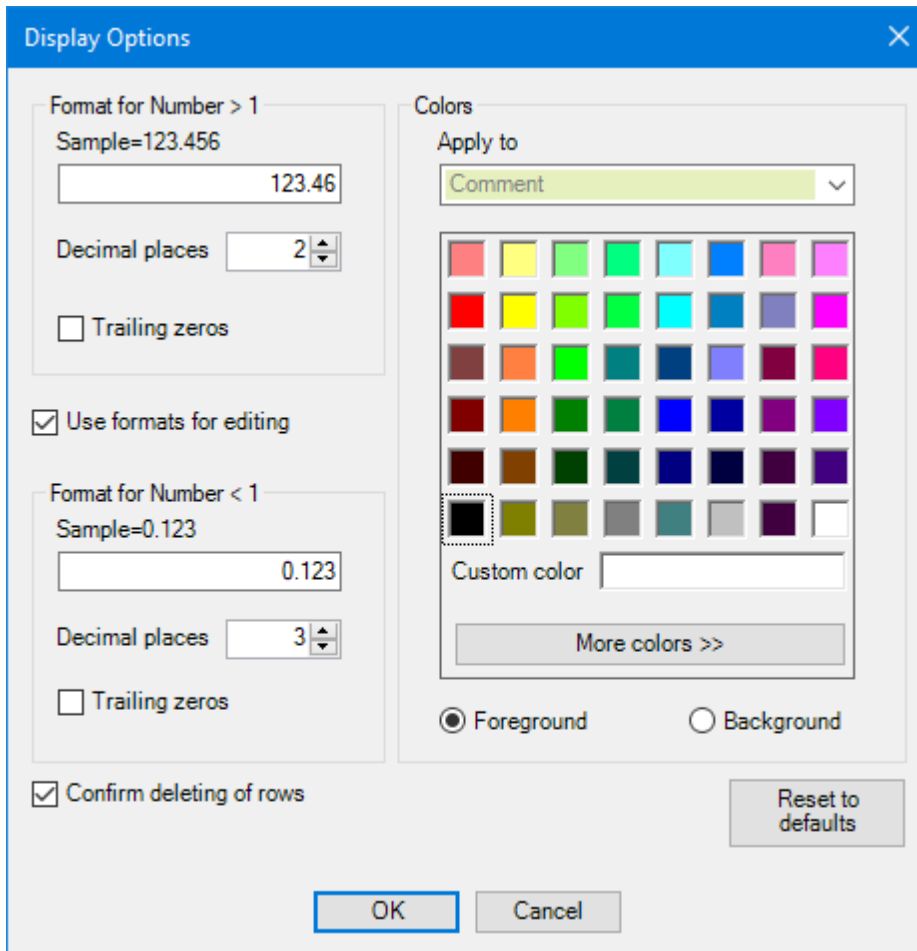 Display Options
Format for Number > 1
Sample=123.456
123.46
Decimal places 2
Trailing zeros
Use formats for editing
Format for Number < 1
Sample=0.123
0.123
Decimal places 3
Trailing zeros
Confirm deleting of rows
Colors
Apply to
Comment
Custom color
More colors >>
Foreground Background
Reset to
defaults
OK Cancel